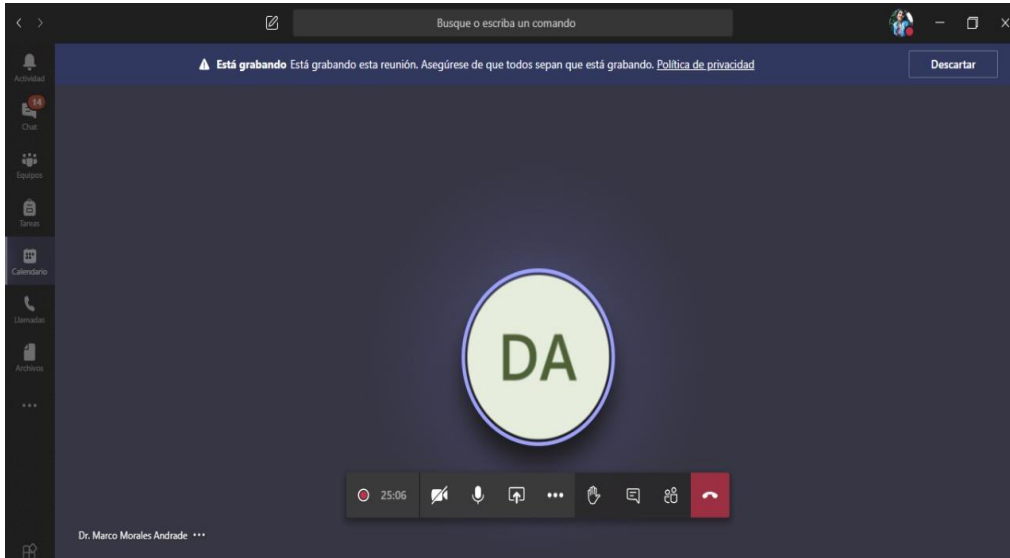 Busque o escriba un comando
Está grabando Está grabando esta reunión. Asegúrese de que todos sepan que está grabando. Política de privacidad
Descartar
Actividad
14
Chat
Equipos
Tareas
Calendario
Llamadas
Archivos
DA
25:06
Dr. Marco Morales Andrade